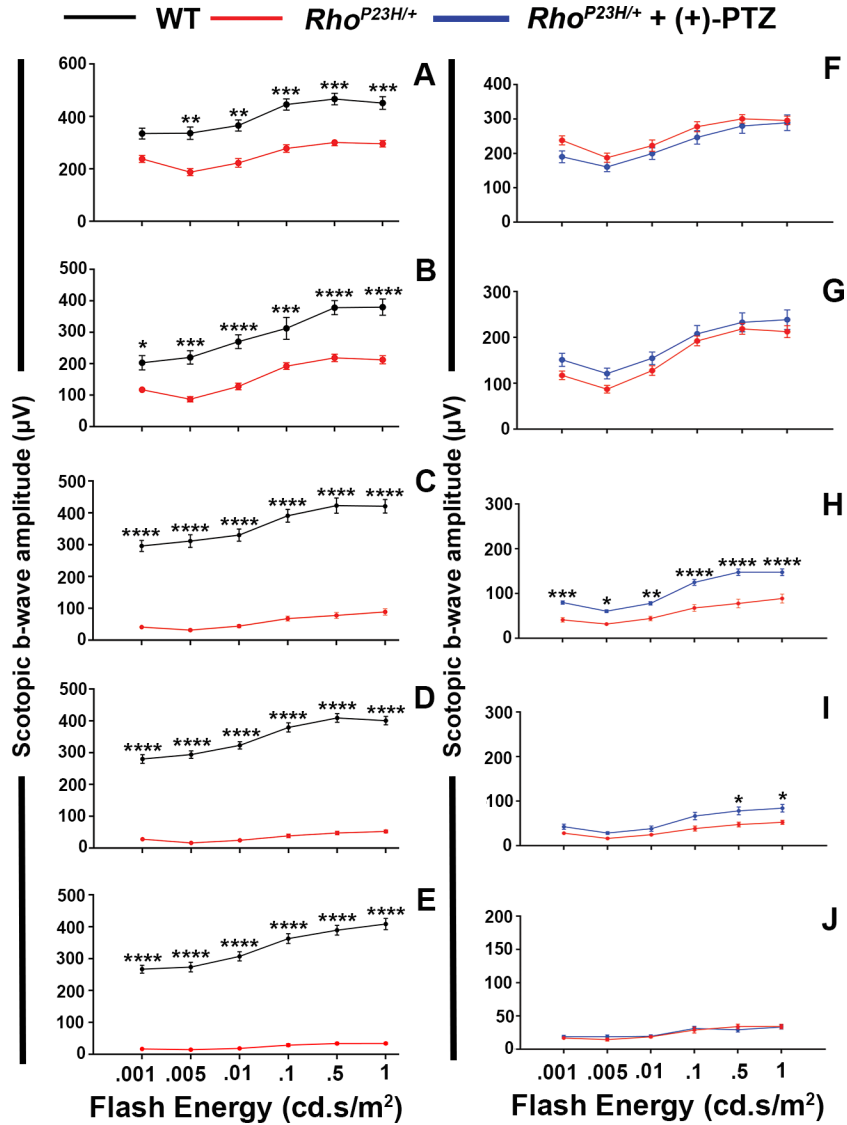 WT Rho^P23H/+ Rho^P23H/+ + (+)-PTZ
A
600
400
200
0
** ** *** *** ***
B
500
400
300
200
100
0
* *** **** *** **** ****
C
500
400
300
200
100
0
**** **** **** **** **** ****
D
500
400
300
200
100
0
**** **** **** **** **** ****
E
500
400
300
200
100
0
**** **** **** **** **** ****
.001 .005 .01 .1 .5 1
Flash Energy (cd.s/m²)
Scotopic b-wave amplitude (µV)
F
400
300
200
100
0
G
300
200
100
0
H
300
200
100
0
*** * ** **** **** ****
I
300
200
100
0
* *
J
200
150
100
50
0
.001 .005 .01 .1 .5 1
Flash Energy (cd.s/m²)
Scotopic b-wave amplitude (µV)